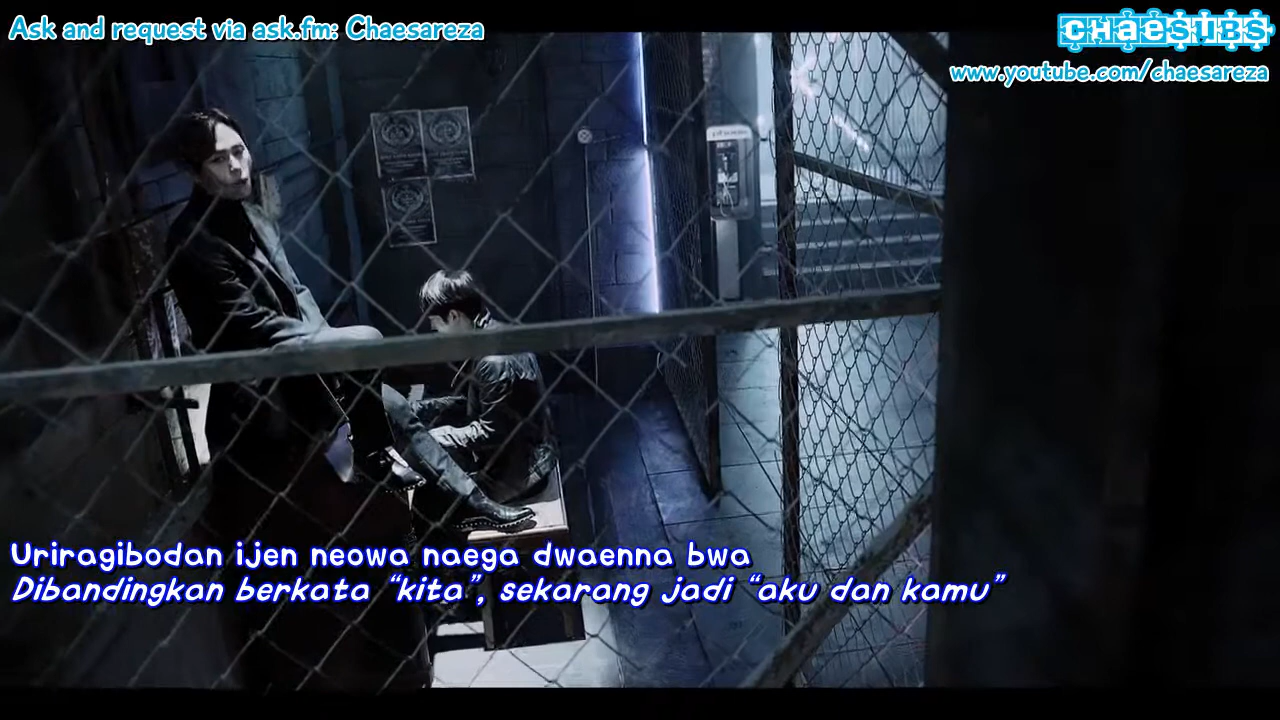 Ask and request via ask.fm: Chaesareza
CHAESUBS
www.youtube.com/chaesareza
phone
Uriragibodan ijen neowa naega dwaenna bwa
Dibandingkan berkata “kita”, sekarang jadi “aku dan kamu”